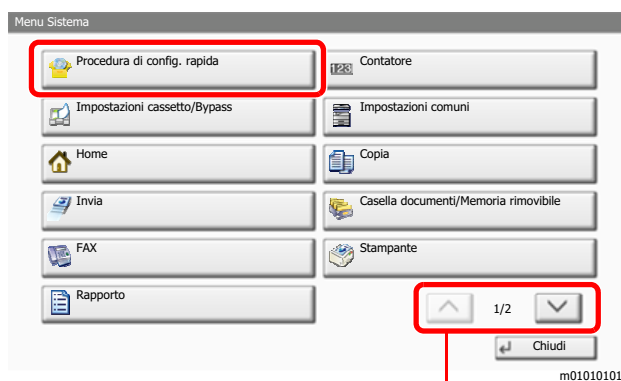 Menu Sistema
Procedura di config. rapida
123 Contatore
Impostazioni cassetto/Bypass
Impostazioni comuni
Home
Copia
Invia
Casella documenti/Memoria rimovibile
FAX
Stampante
Rapporto
1/2
Chiudi
m01010101